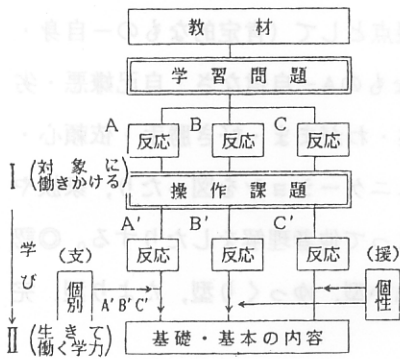 教材
学習問題
A B C
反応 反応 反応
Ⅰ (対象に働きかける)
操作課題
A' B' C'
学び
反応 反応 反応
(支) (援)
個別 A'B'C' 個性
Ⅱ (生きて働く学力)
基礎・基本の内容